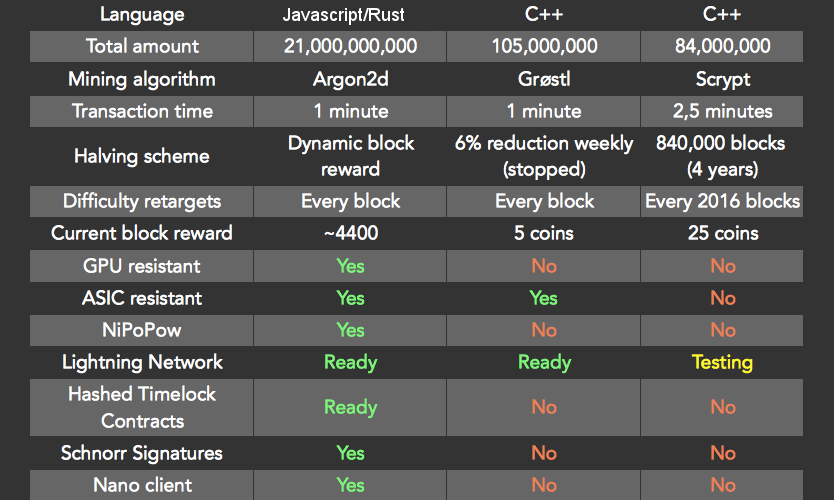 Language Javascript/Rust C++ C++
Total amount 21,000,000,000 105,000,000 84,000,000
Mining algorithm Argon2d Grøstl Scrypt
Transaction time 1 minute 1 minute 2,5 minutes
Halving scheme Dynamic block reward 6% reduction weekly (stopped) 840,000 blocks (4 years)
Difficulty retargets Every block Every block Every 2016 blocks
Current block reward ~4400 5 coins 25 coins
GPU resistant Yes No No
ASIC resistant Yes Yes No
NiPoPow Yes No No
Lightning Network Ready Ready Testing
Hashed Timelock Contracts Ready No No
Schnorr Signatures Yes No No
Nano client Yes No No